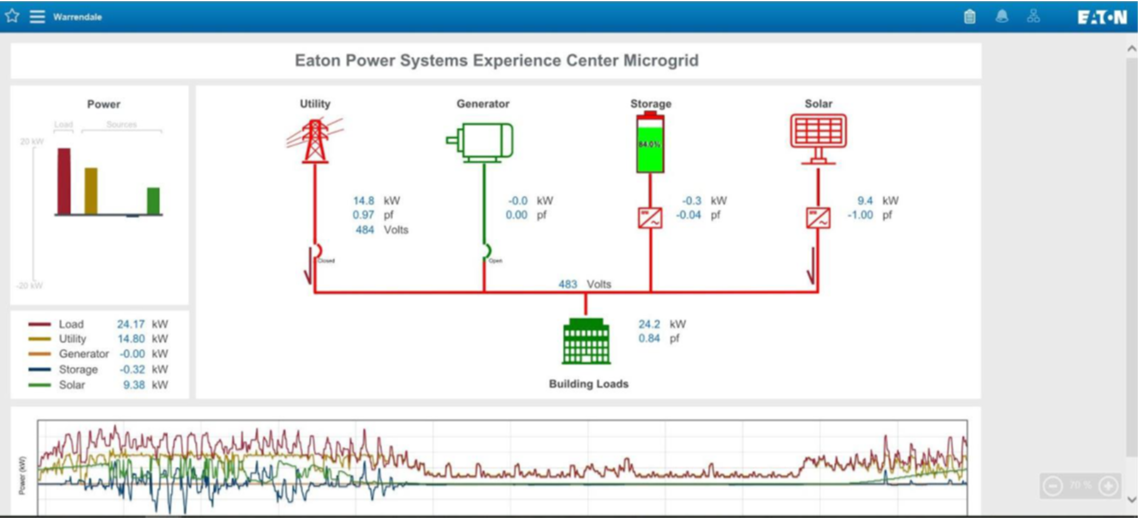 Warrendale
EATON
Eaton Power Systems Experience Center Microgrid
Power
Load Sources
20 kW
-20 kW
Load 24.17 kW
Utility 14.80 kW
Generator -0.00 kW
Storage -0.32 kW
Solar 9.38 kW
Utility
14.8 kW
0.97 pf
484 Volts
Closed
Generator
-0.0 kW
0.00 pf
Open
Storage
84.0%
-0.3 kW
-0.04 pf
Solar
9.4 kW
-1.00 pf
483 Volts
24.2 kW
0.84 pf
Building Loads
Power (kW)
70 %